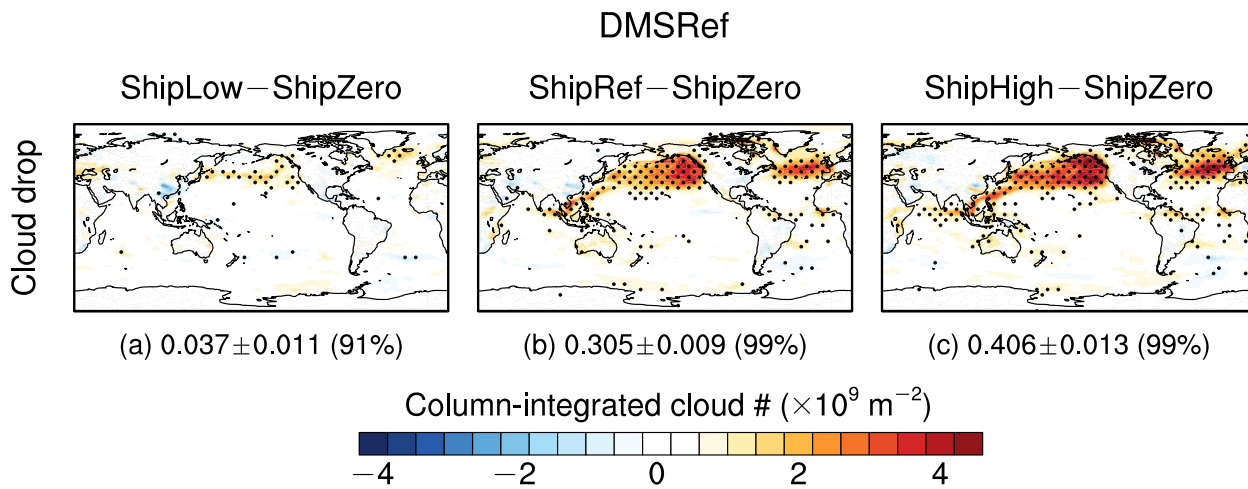 DMSRef
ShipLow−ShipZero
ShipRef−ShipZero
ShipHigh−ShipZero
Cloud drop
(a) 0.037±0.011 (91%)
(b) 0.305±0.009 (99%)
(c) 0.406±0.013 (99%)
Column-integrated cloud # (×10⁹ m⁻²)
−4 −2 0 2 4